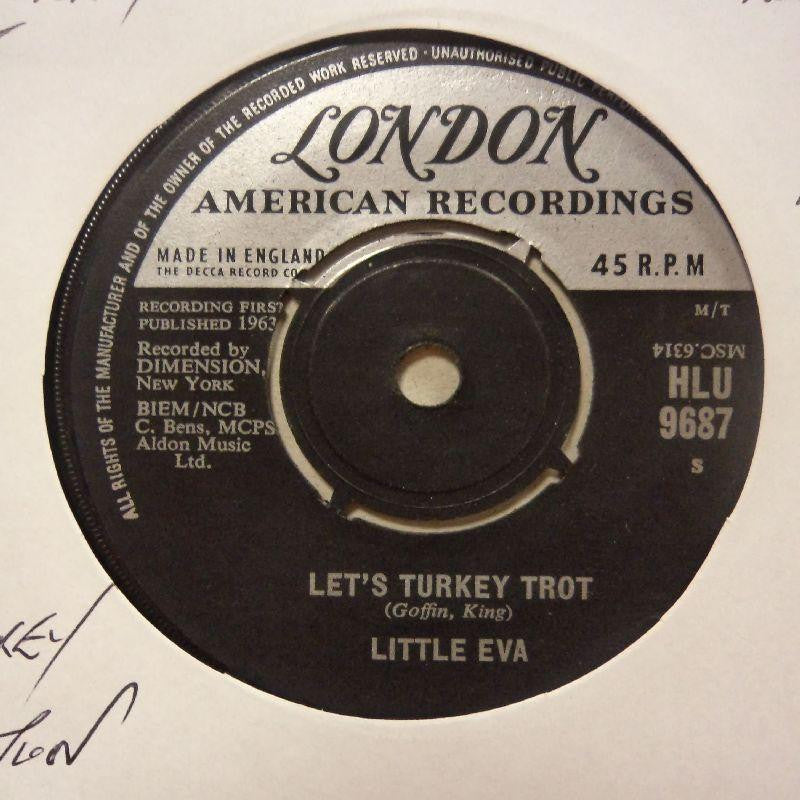 ALL RIGHTS OF THE MANUFACTURER AND OF THE OWNER OF THE RECORDED WORK RESERVED · UNAUTHORISED PUBLIC
LONDON
AMERICAN RECORDINGS
MADE IN ENGLAND
THE DECCA RECORD CO
45 R.P.M
RECORDING FIRST
PUBLISHED 1963
M/T
Recorded by
DIMENSION,
New York
MSC.6314
HLU
9687
BIEM/NCB
C. Bens, MCPS
Aldon Music
Ltd.
S
LET'S TURKEY TROT
(Goffin, King)
LITTLE EVA